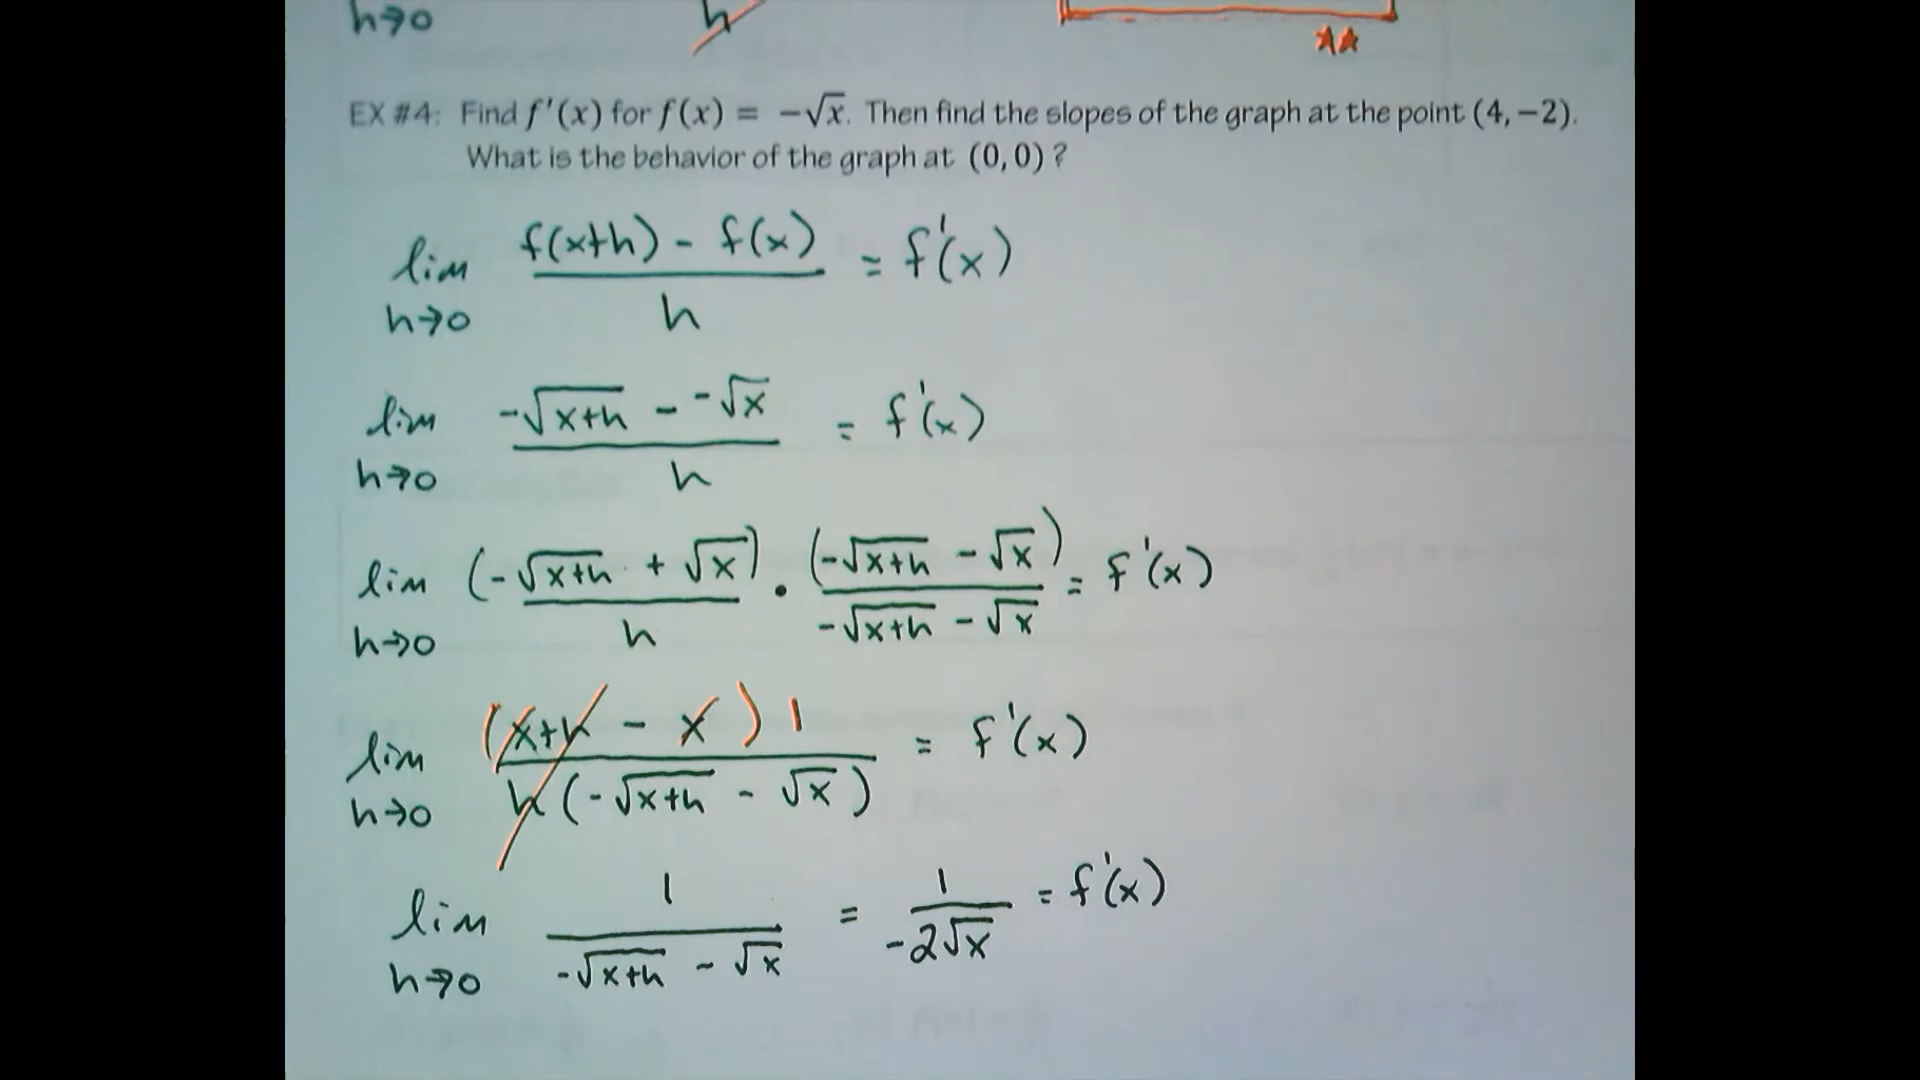 h→0 h
★★
EX #4: Find f'(x) for f(x) = −√x. Then find the slopes of the graph at the point (4, −2).
What is the behavior of the graph at (0, 0) ?
lim h→0 (f(x+h) - f(x)) / h = f'(x)
lim h→0 (-√(x+h) - -√x) / h = f'(x)
lim h→0 (-√(x+h) + √x) / h • (-√(x+h) - √x) / (-√(x+h) - √x) = f'(x)
lim h→0 (x+h - x) 1 / h(-√(x+h) - √x) = f'(x)
lim h→0 1 / (-√(x+h) - √x) = 1 / (-2√x) = f'(x)